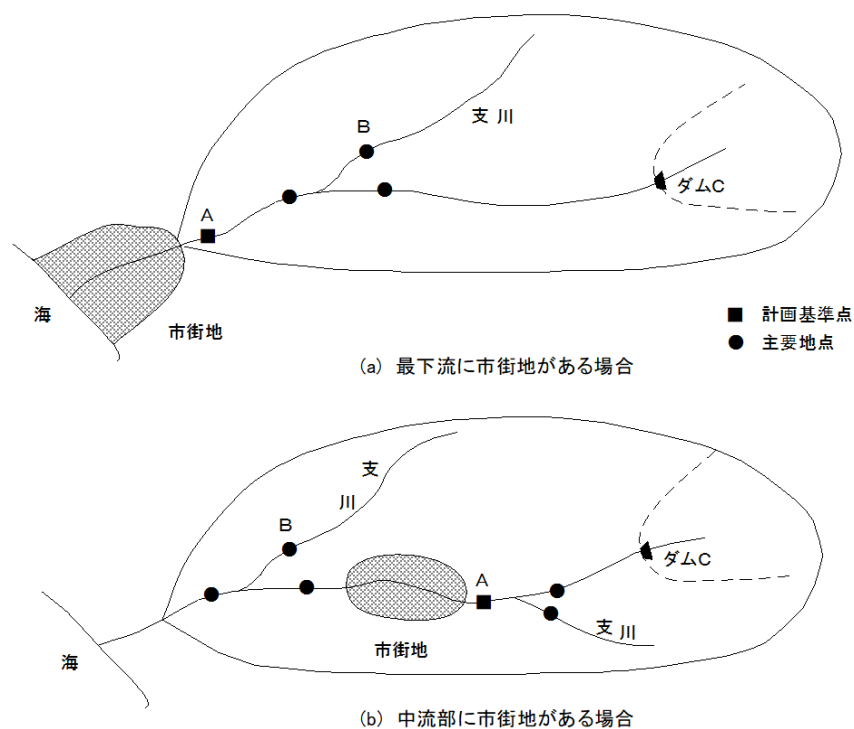 支川
B
ダムC
A
海
市街地
■ 計画基準点
● 主要地点
(a) 最下流に市街地がある場合
支川
B
A
ダムC
支川
市街地
海
(b) 中流部に市街地がある場合